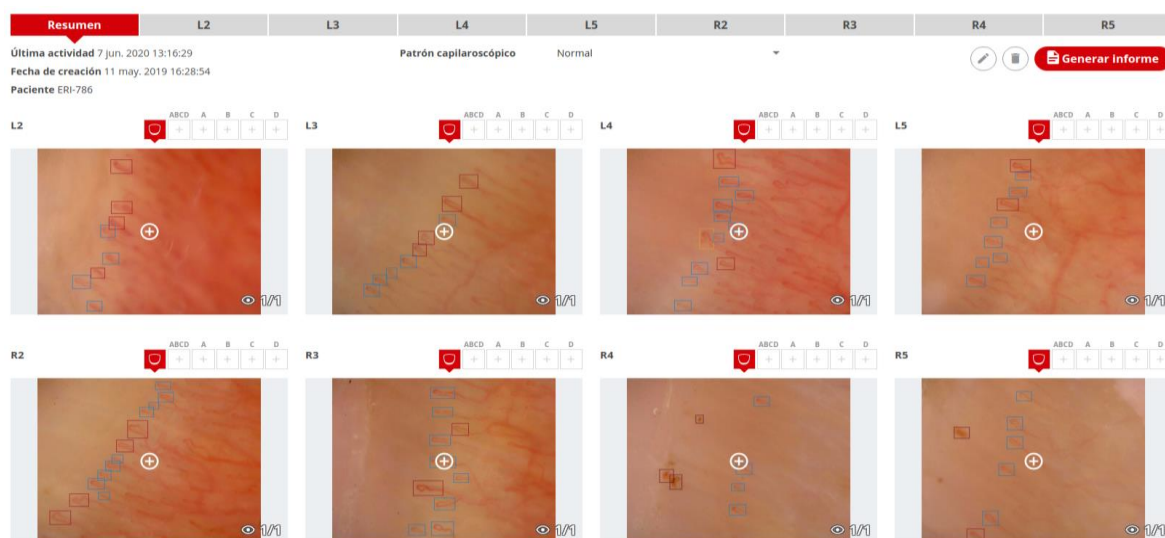 Resumen L2 L3 L4 L5 R2 R3 R4 R5
Última actividad 7 jun. 2020 13:16:29 Patrón capilaroscópico Normal Generar informe
Fecha de creación 11 may. 2019 16:28:54
Paciente ERI-786
L2 ABCD A B C D L3 ABCD A B C D L4 ABCD A B C D L5 ABCD A B C D
1/1 1/1 1/1 1/1
R2 ABCD A B C D R3 ABCD A B C D R4 ABCD A B C D R5 ABCD A B C D
1/1 1/1 1/1 1/1